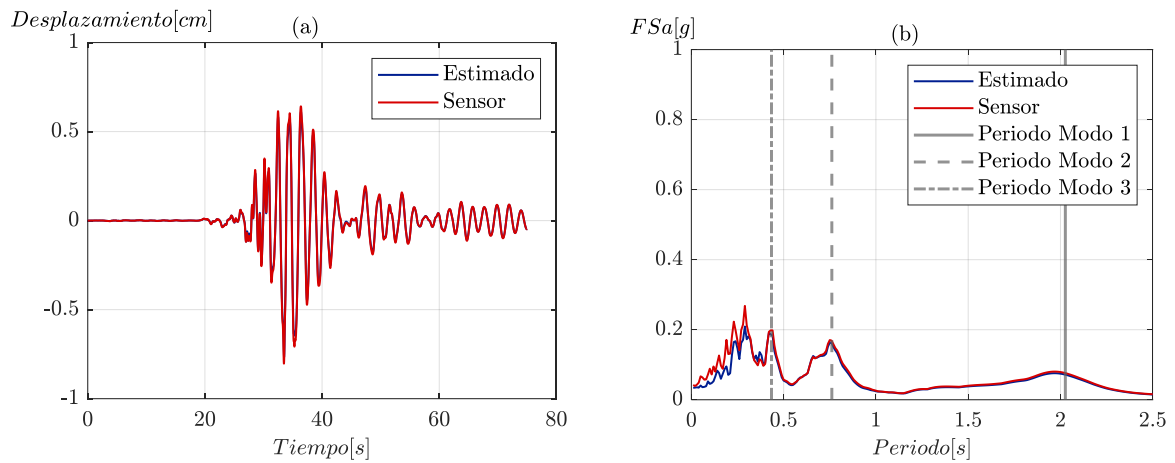 Desplazamiento[cm]
(a)
1
0.5
0
-0.5
-1
0
20
40
60
80
Tiempo[s]
Estimado
Sensor
FSa[g]
(b)
1
0.8
0.6
0.4
0.2
0
0
0.5
1
1.5
2
2.5
Periodo[s]
Estimado
Sensor
Periodo Modo 1
Periodo Modo 2
Periodo Modo 3